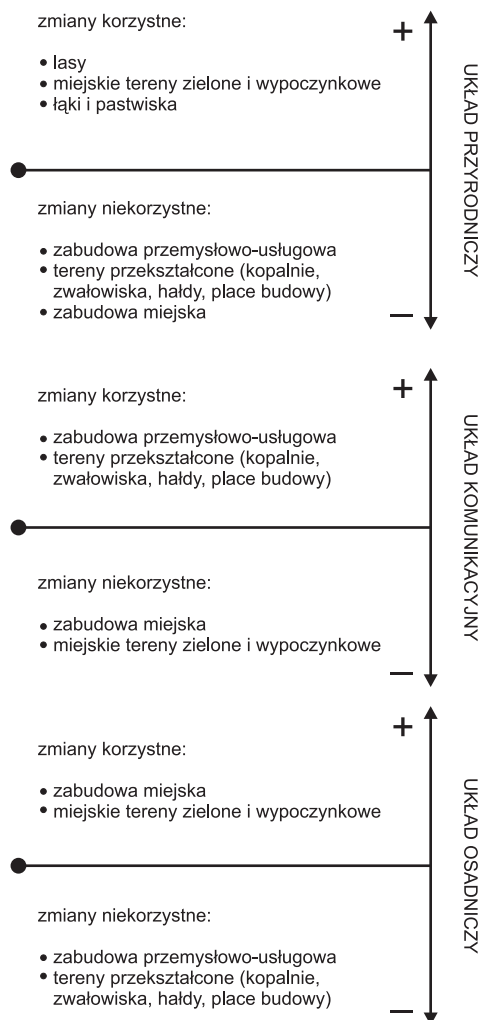 zmiany korzystne:
+
• lasy
• miejskie tereny zielone i wypoczynkowe
• łąki i pastwiska
UKŁAD PRZYRODNICZY
zmiany niekorzystne:
• zabudowa przemysłowo-usługowa
• tereny przekształcone (kopalnie,
zwałowiska, hałdy, place budowy)
• zabudowa miejska
—
zmiany korzystne:
+
• zabudowa przemysłowo-usługowa
• tereny przekształcone (kopalnie,
zwałowiska, hałdy, place budowy)
UKŁAD KOMUNIKACYJNY
zmiany niekorzystne:
• zabudowa miejska
• miejskie tereny zielone i wypoczynkowe
—
+
zmiany korzystne:
• zabudowa miejska
• miejskie tereny zielone i wypoczynkowe
UKŁAD OSADNICZY
zmiany niekorzystne:
• zabudowa przemysłowo-usługowa
• tereny przekształcone (kopalnie,
zwałowiska, hałdy, place budowy)
—